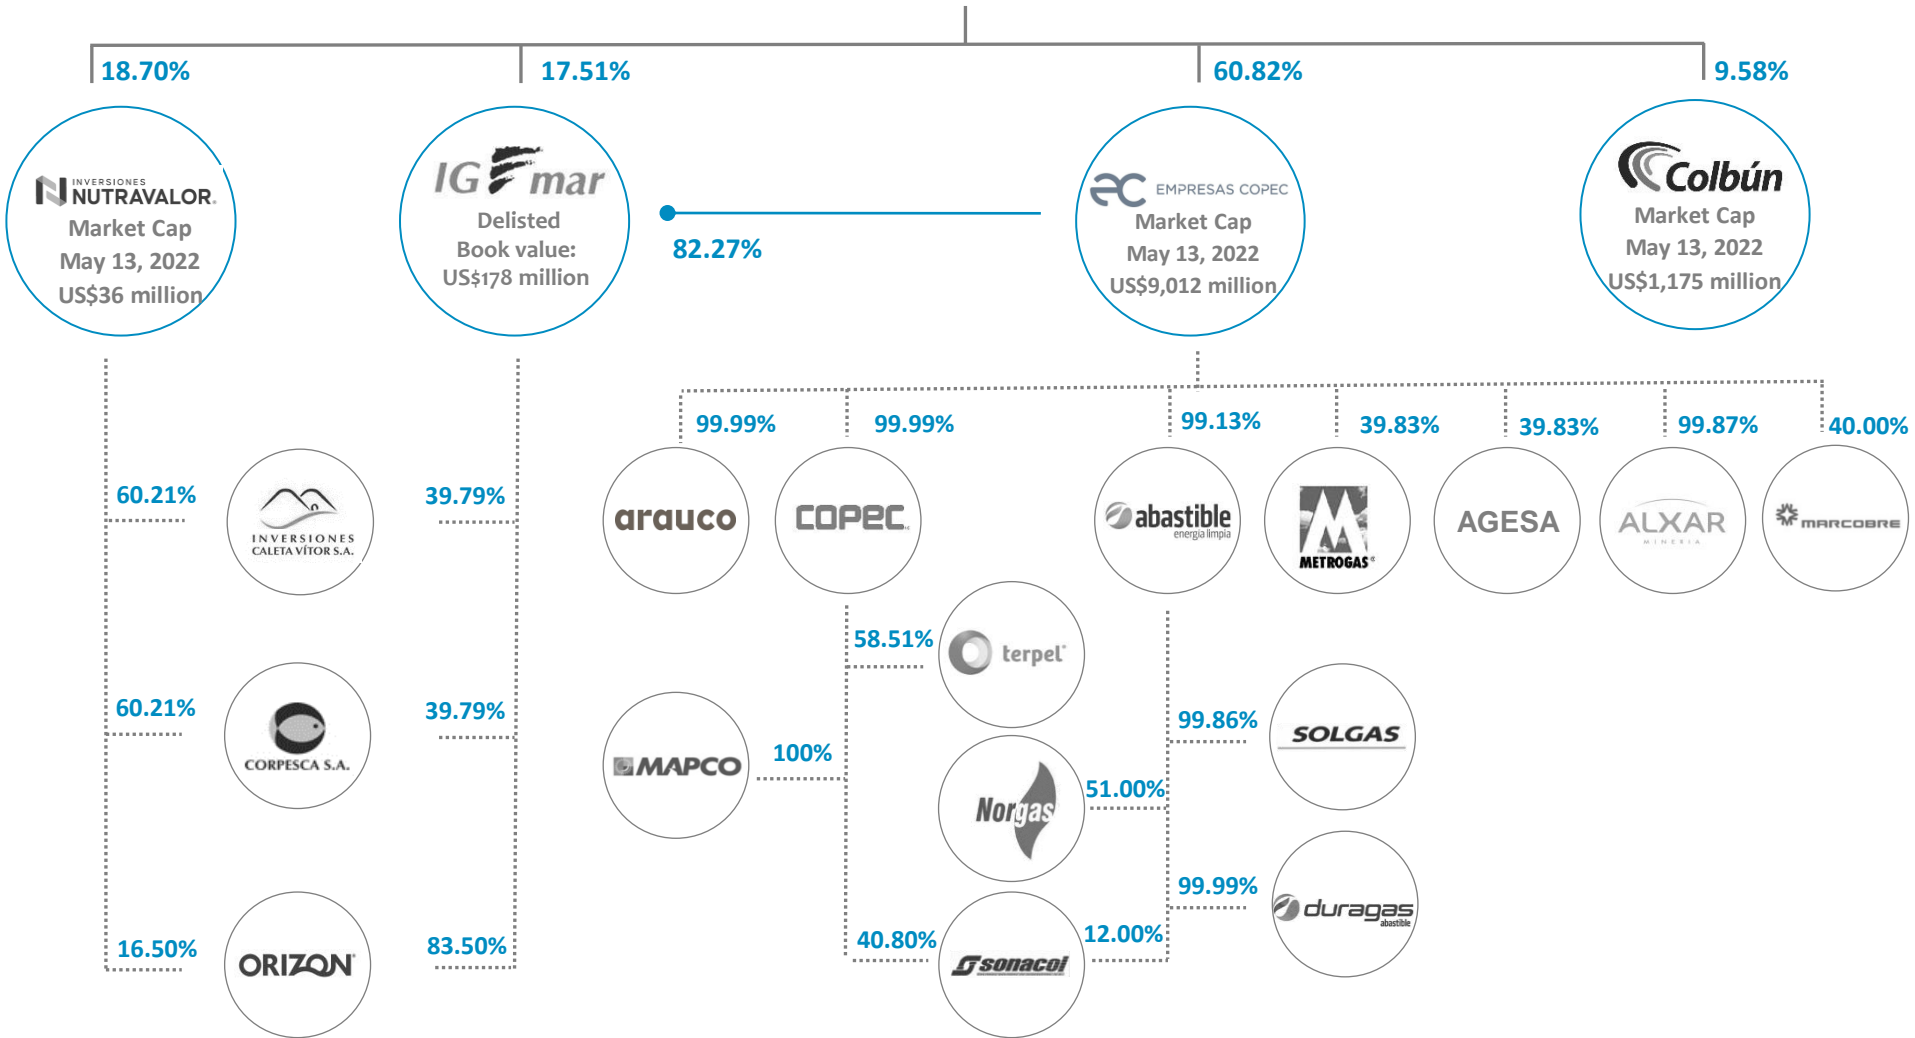 18.70%
17.51%
60.82%
9.58%
INVERSIONES
NUTRAVALOR
Market Cap
May 13, 2022
US$36 million
IG mar
Delisted
Book value:
US$178 million
82.27%
EMPRESAS COPEC
Market Cap
May 13, 2022
US$9,012 million
Colbún
Market Cap
May 13, 2022
US$1,175 million
99.99%
99.99%
99.13%
39.83%
39.83%
99.87%
40.00%
60.21%
INVERSIONES
CALETA VÍTOR S.A.
39.79%
arauco
COPEC
abastible
energía limpia
METROGAS
AGESA
ALXAR
MINERIA
MARCOBRE
58.51%
terpel
60.21%
CORPESCA S.A.
39.79%
MAPCO
100%
Norgas
51.00%
99.86%
SOLGAS
99.99%
duragas
abastible
16.50%
ORIZON
83.50%
40.80%
sonacol
12.00%